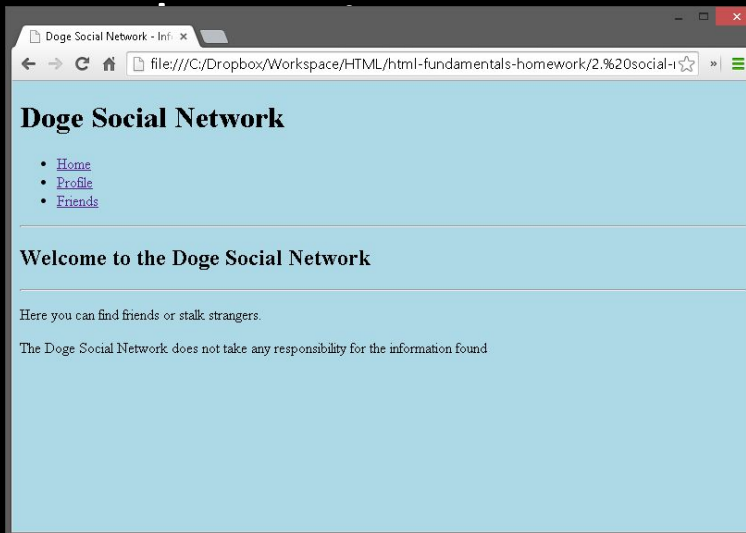 Doge Social Network - Inf
file:///C:/Dropbox/Workspace/HTML/html-fundamentals-homework/2.%20social-
Doge Social Network
Home
Profile
Friends
Welcome to the Doge Social Network
Here you can find friends or stalk strangers.
The Doge Social Network does not take any responsibility for the information found